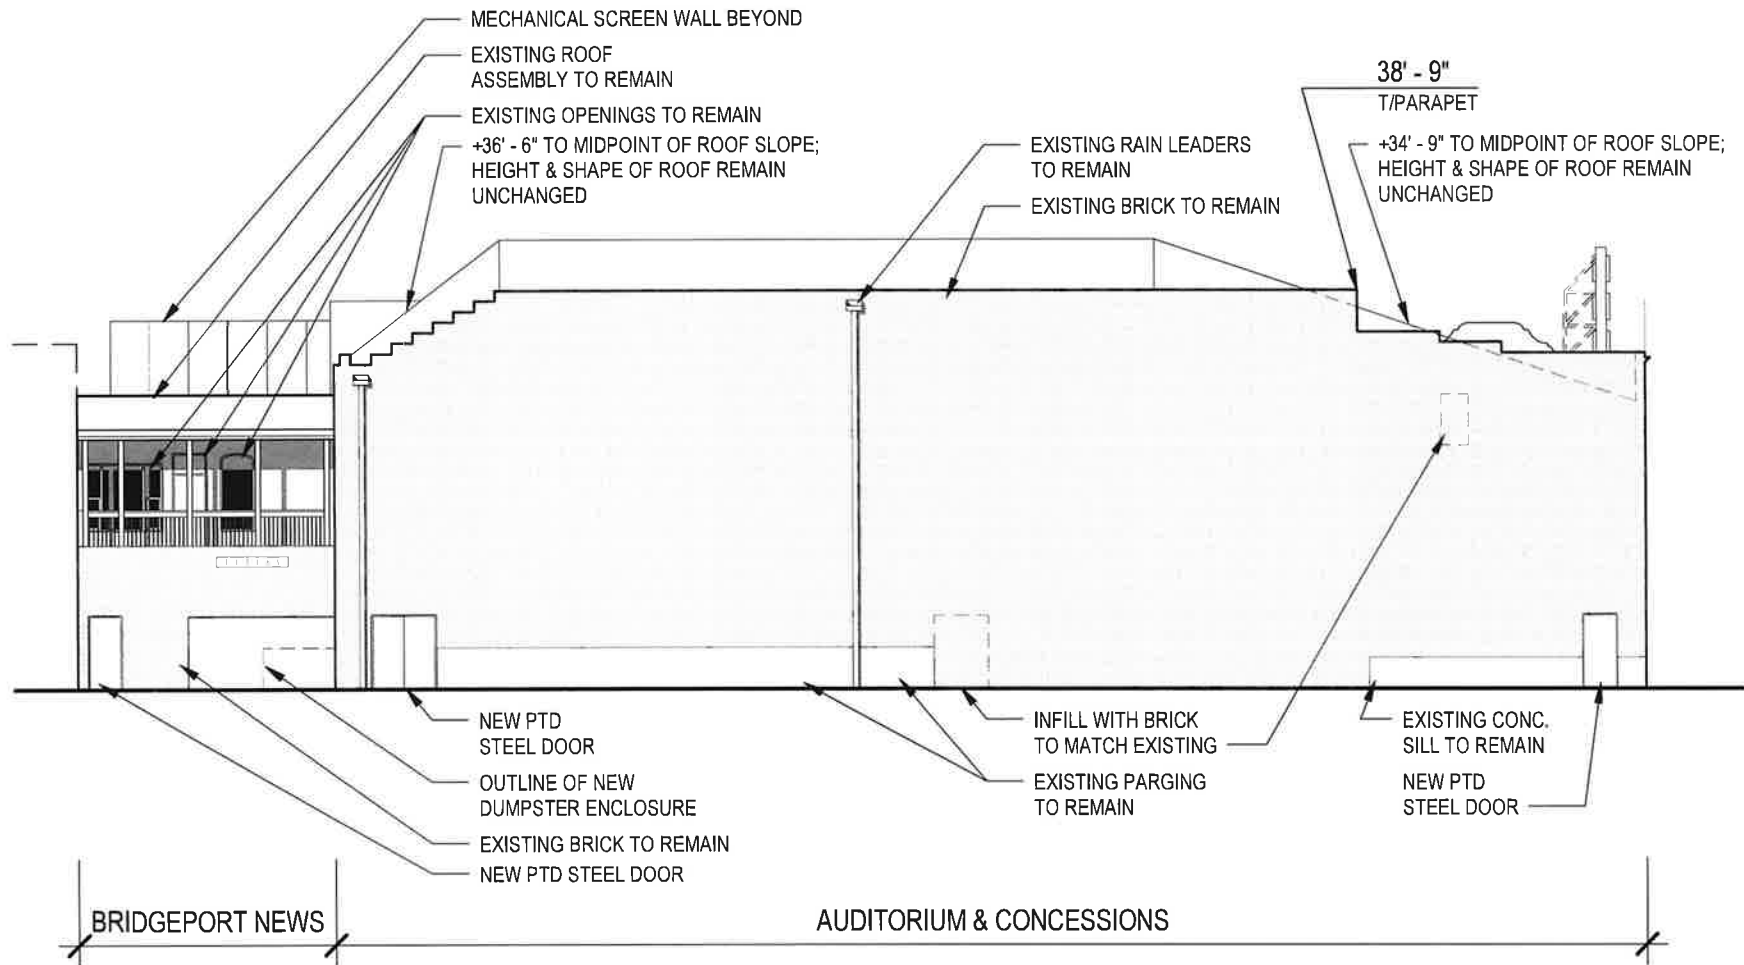 MECHANICAL SCREEN WALL BEYOND
EXISTING ROOF
ASSEMBLY TO REMAIN
EXISTING OPENINGS TO REMAIN
+36' - 6" TO MIDPOINT OF ROOF SLOPE;
HEIGHT & SHAPE OF ROOF REMAIN
UNCHANGED
EXISTING RAIN LEADERS
TO REMAIN
EXISTING BRICK TO REMAIN
38' - 9"
T/PARAPET
+34' - 9" TO MIDPOINT OF ROOF SLOPE;
HEIGHT & SHAPE OF ROOF REMAIN
UNCHANGED
NEW PTD
STEEL DOOR
OUTLINE OF NEW
DUMPSTER ENCLOSURE
EXISTING BRICK TO REMAIN
NEW PTD STEEL DOOR
INFILL WITH BRICK
TO MATCH EXISTING
EXISTING PARGING
TO REMAIN
EXISTING CONC.
SILL TO REMAIN
NEW PTD
STEEL DOOR
BRIDGEPORT NEWS
AUDITORIUM & CONCESSIONS